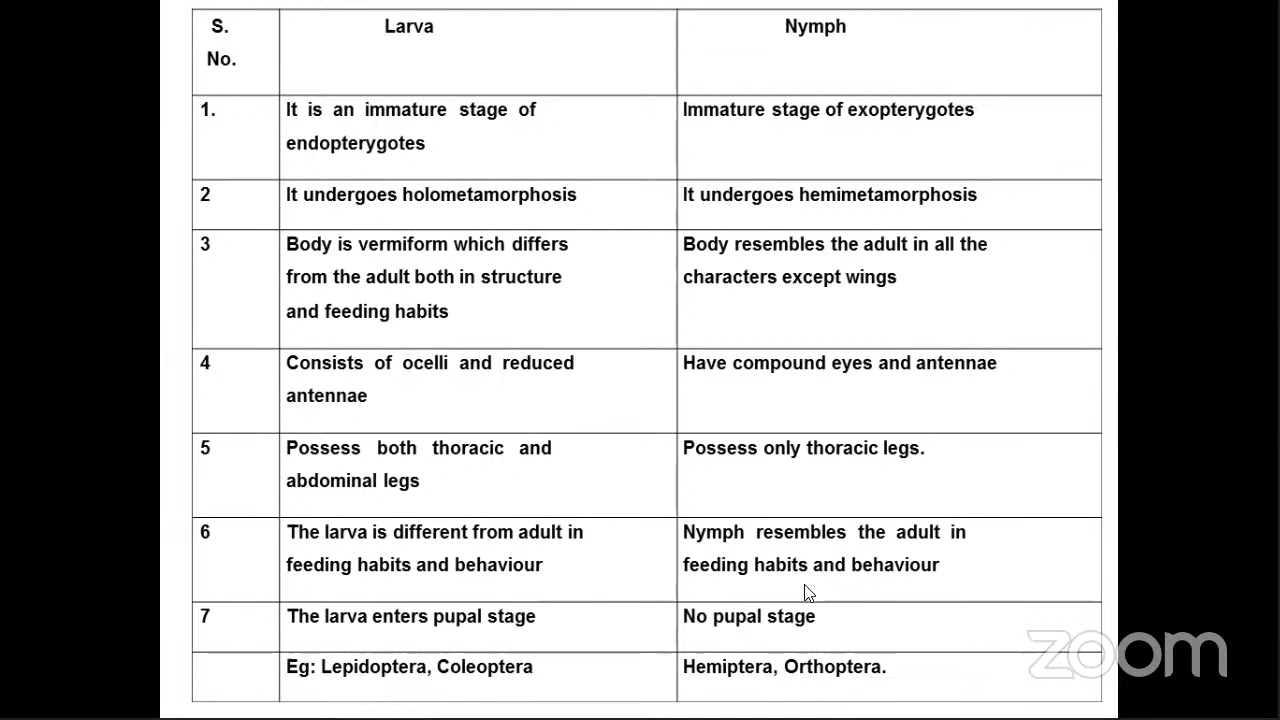 S. Larva Nymph
No.
1. It is an immature stage of Immature stage of exopterygotes
endopterygotes
2 It undergoes holometamorphosis It undergoes hemimetamorphosis
3 Body is vermiform which differs Body resembles the adult in all the
from the adult both in structure characters except wings
and feeding habits
4 Consists of ocelli and reduced Have compound eyes and antennae
antennae
5 Possess both thoracic and Possess only thoracic legs.
abdominal legs
6 The larva is different from adult in Nymph resembles the adult in
feeding habits and behaviour feeding habits and behaviour
7 The larva enters pupal stage No pupal stage
Eg: Lepidoptera, Coleoptera Hemiptera, Orthoptera.
zoom